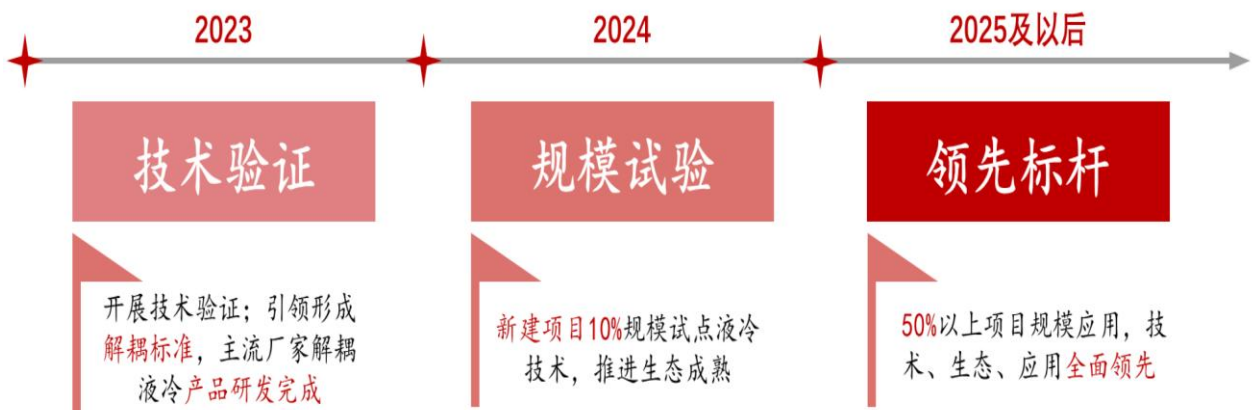 2023
2024
2025及以后
技术验证
规模试验
领先标杆
开展技术验证；引领形成
解耦标准，主流厂家解耦
液冷产品研发完成
新建项目10%规模试点液冷
技术，推进生态成熟
50%以上项目规模应用，技
术、生态、应用全面领先